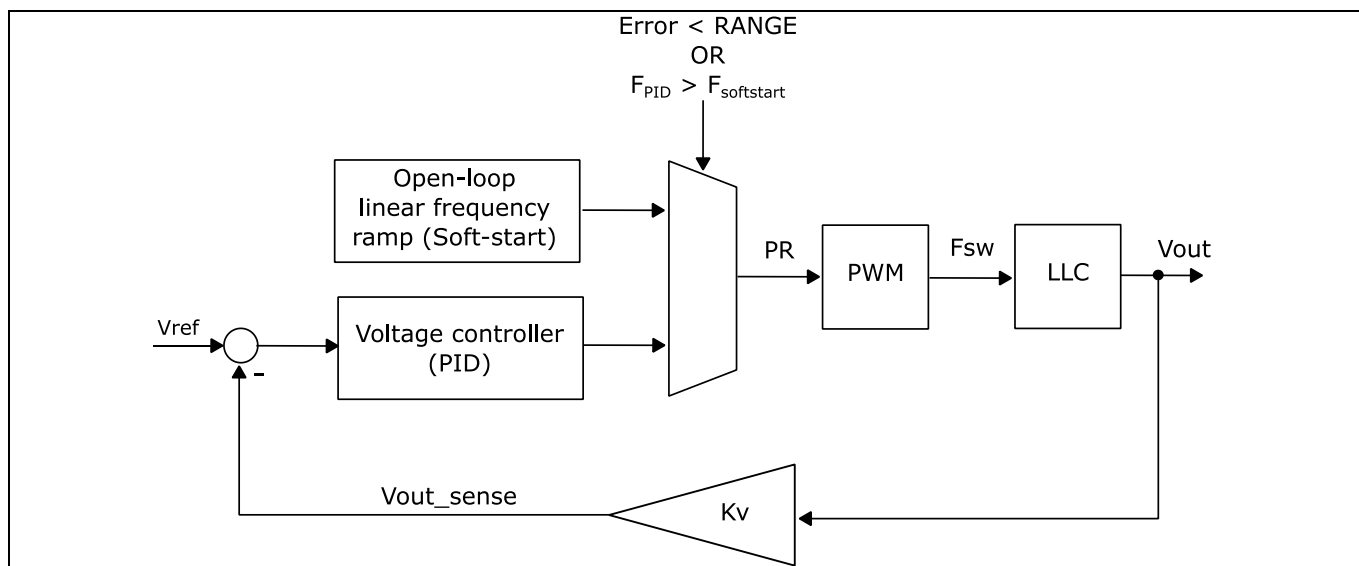 Error < RANGE
OR
F_PID > F_softstart
Open-loop
linear frequency
ramp (Soft-start)
PR
PWM
Fsw
LLC
Vout
Vref
-
Voltage controller
(PID)
Vout_sense
Kv